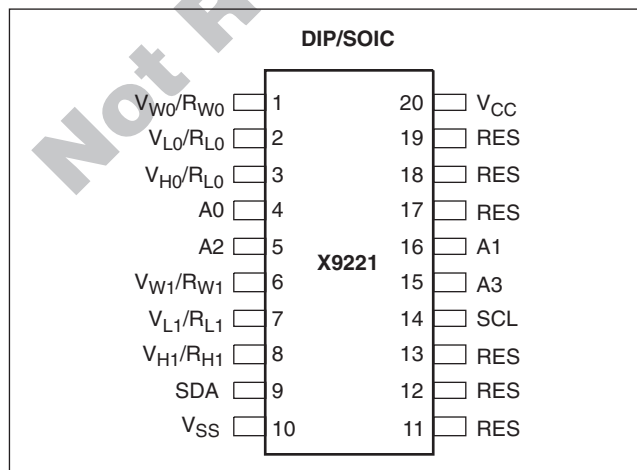 Not R
DIP/SOIC
VW0/RW0 1 20 VCC
VL0/RL0 2 19 RES
VH0/RL0 3 18 RES
A0 4 17 RES
A2 5 16 A1
X9221
VW1/RW1 6 15 A3
VL1/RL1 7 14 SCL
VH1/RH1 8 13 RES
SDA 9 12 RES
VSS 10 11 RES